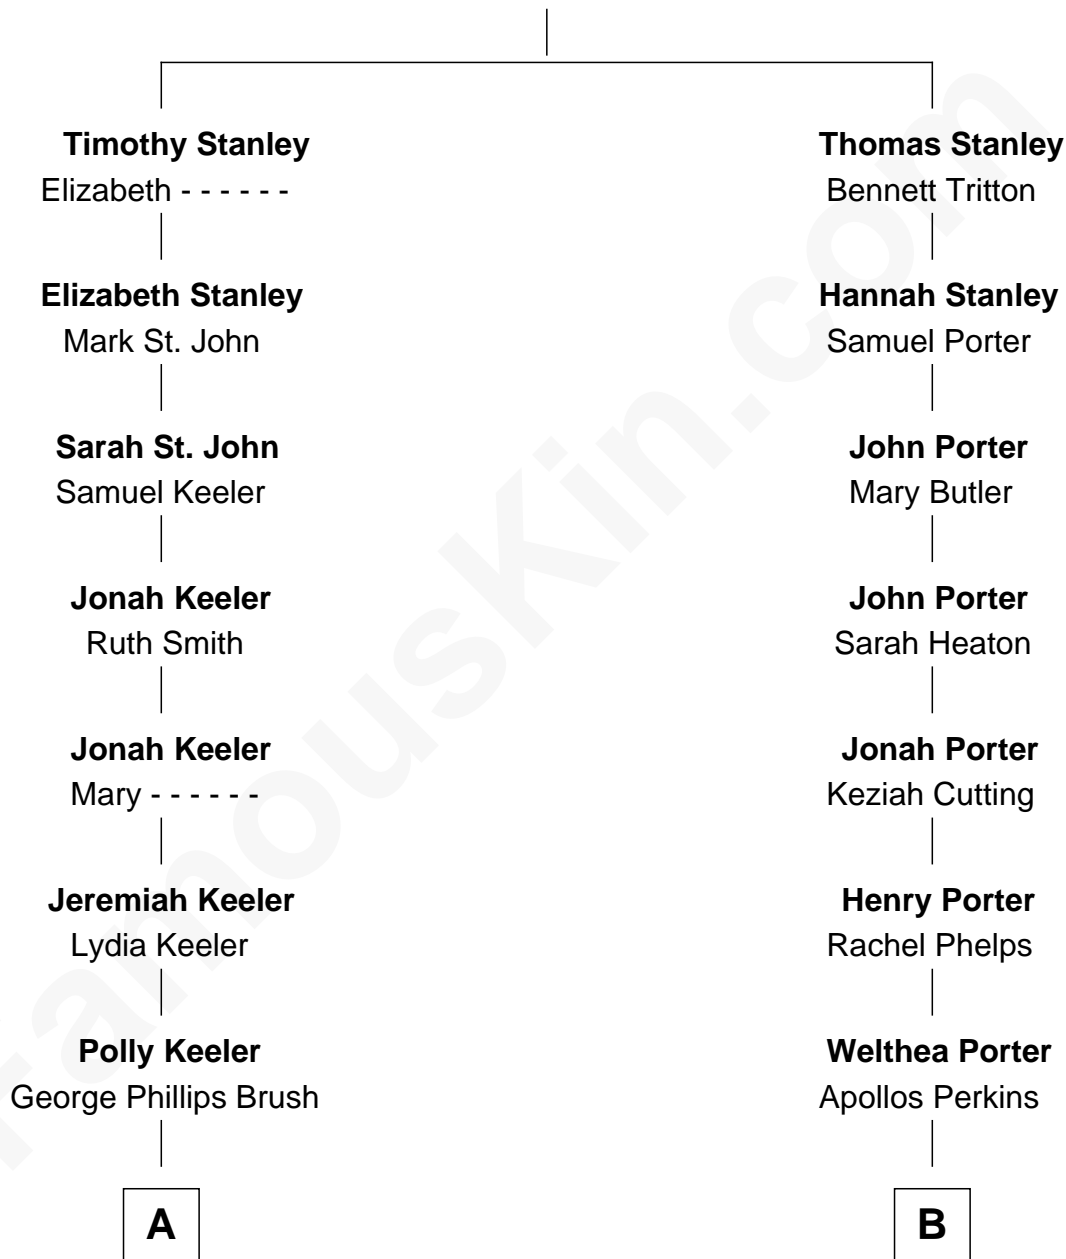 Timothy Stanley
Elizabeth - - - - - -
Elizabeth Stanley
Mark St. John
Sarah St. John
Samuel Keeler
Jonah Keeler
Ruth Smith
Jonah Keeler
Mary - - - - - -
Jeremiah Keeler
Lydia Keeler
Polly Keeler
George Phillips Brush
A
Thomas Stanley
Bennett Tritton
Hannah Stanley
Samuel Porter
John Porter
Mary Butler
John Porter
Sarah Heaton
Jonah Porter
Keziah Cutting
Henry Porter
Rachel Phelps
Welthea Porter
Apollos Perkins
B
FamousKin.com